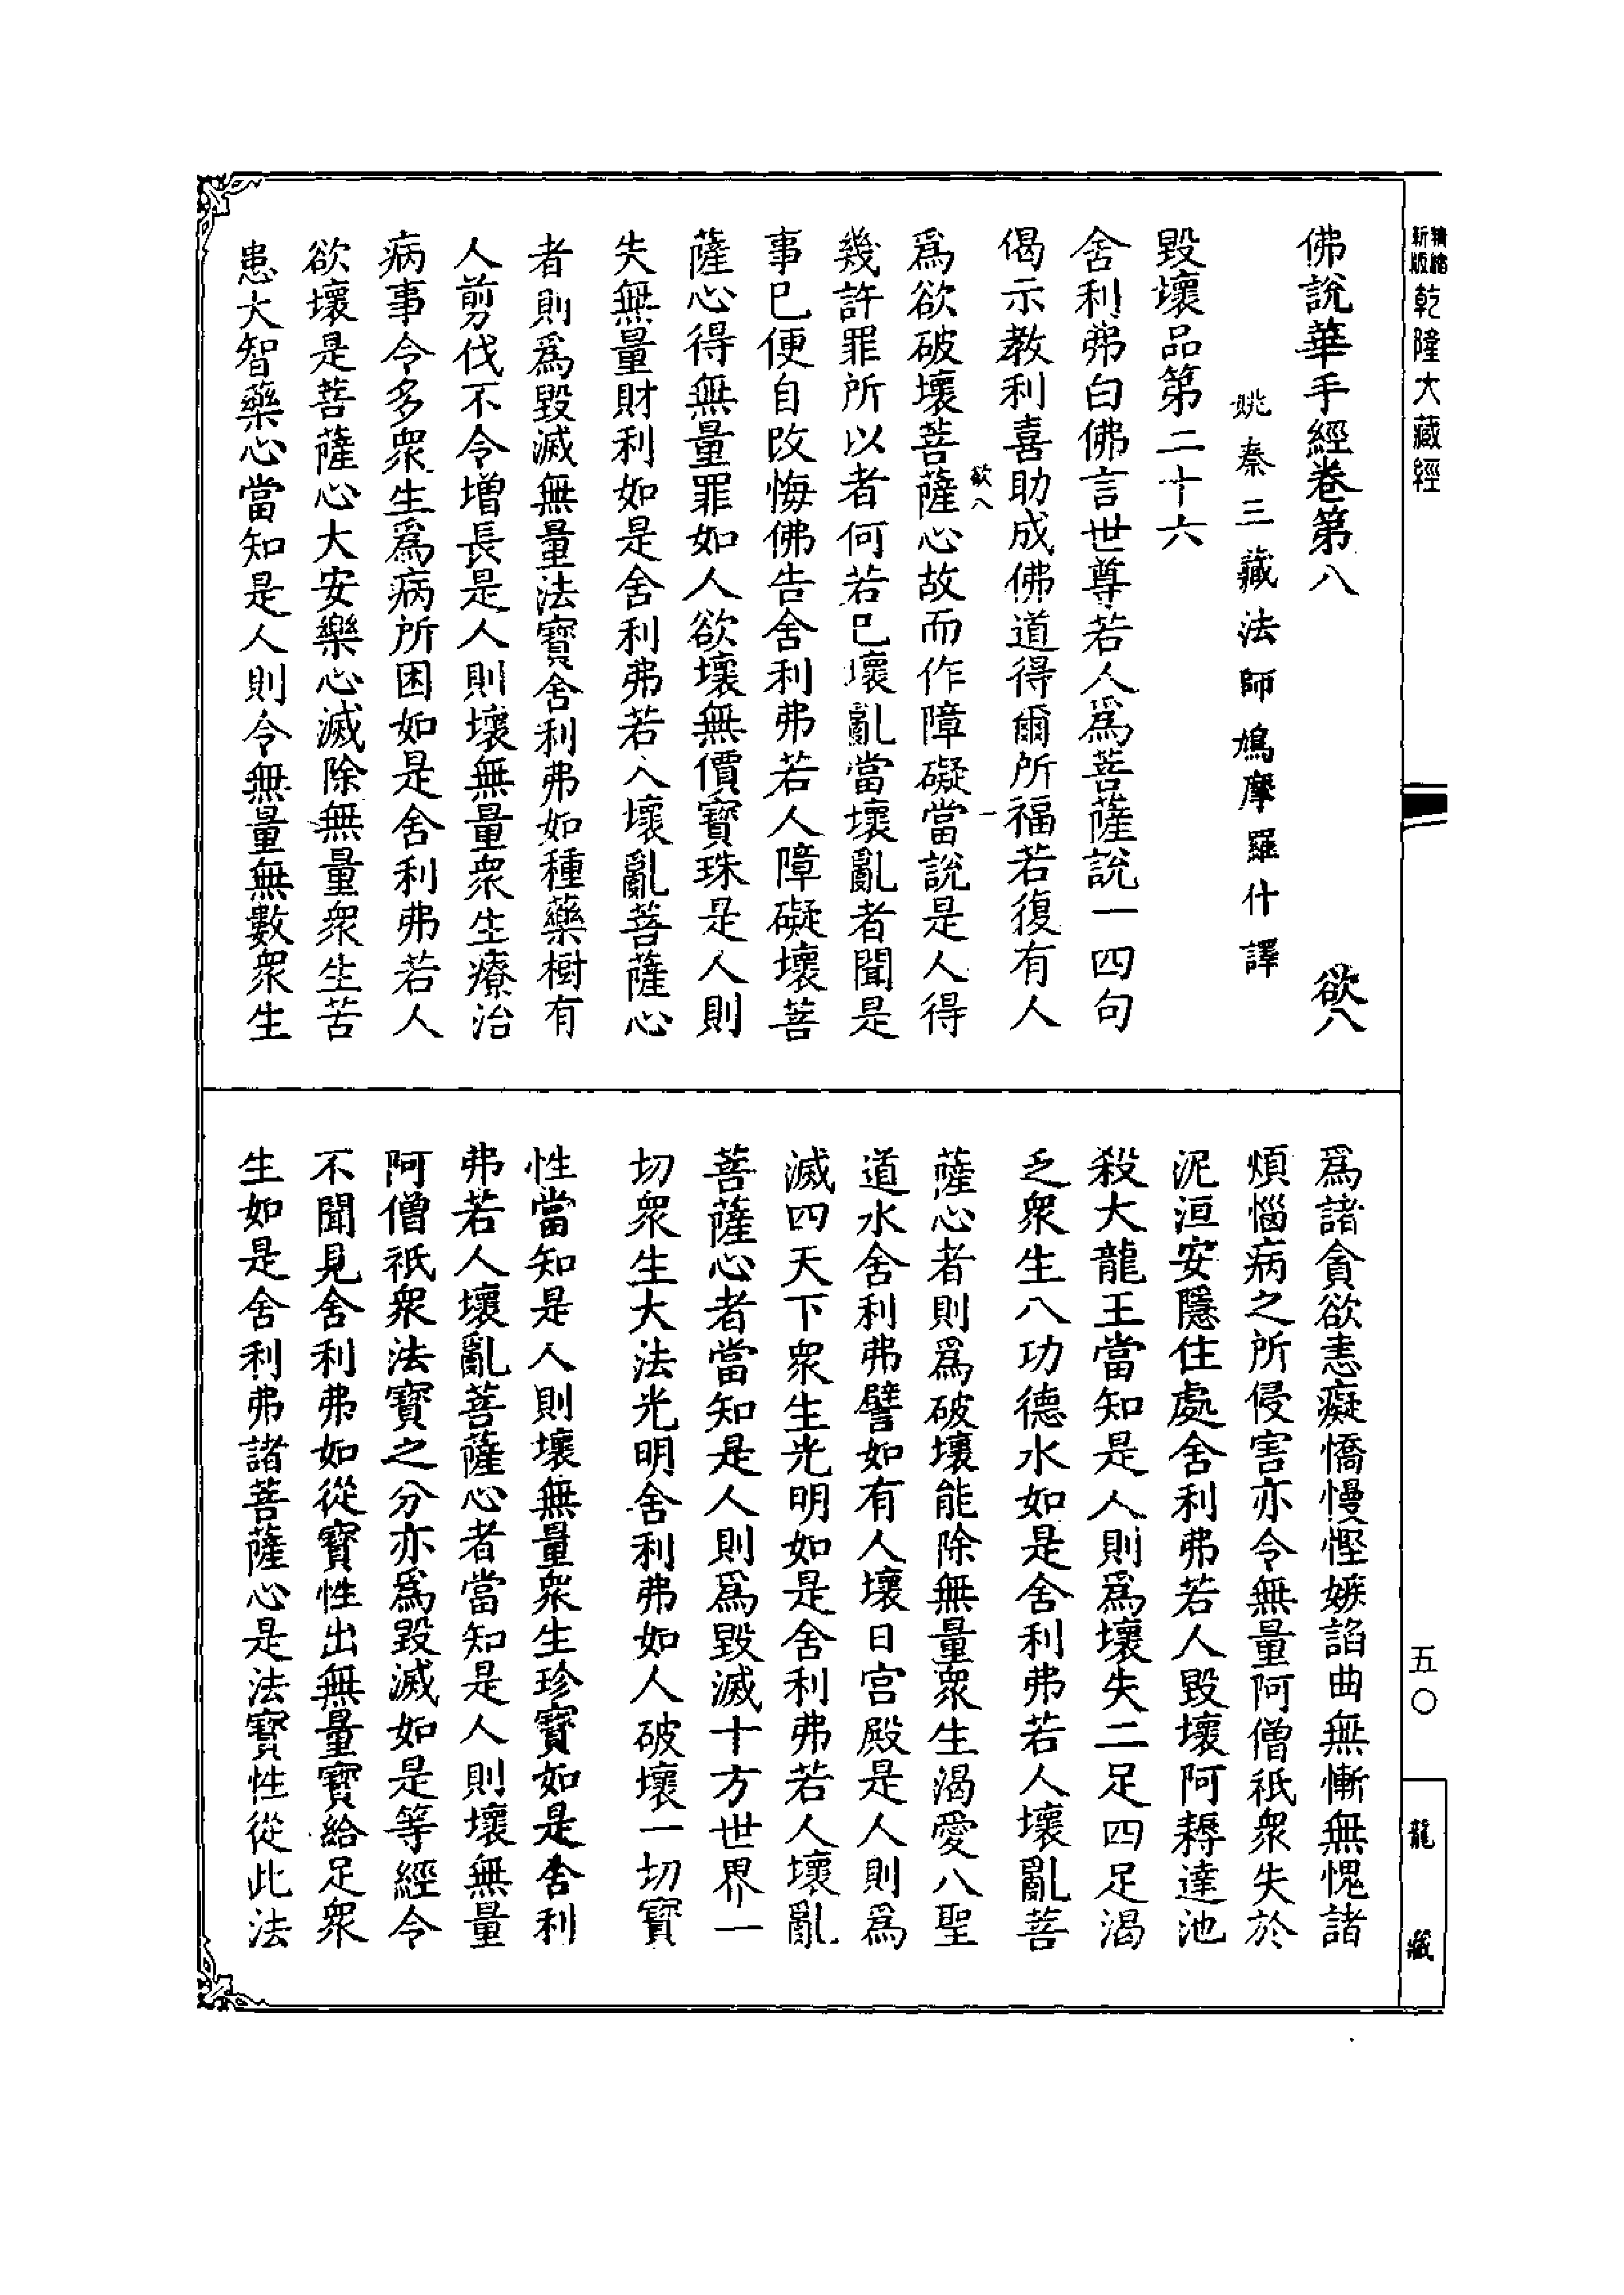 精縮新版乾隆大藏經
佛說華手經卷第八 欲八
姚秦三藏法師鳩摩羅什譯
毀壞品第二十六
舍利弗白佛言世尊若人爲菩薩說一四句
偈示教利喜助成佛道得爾所福若復有人
欲八 一
爲欲破壞菩薩心故而作障礙當說是人得
幾許罪所以者何若已壞亂當壞亂者聞是
事已便自改悔佛告舍利弗若人障礙壞菩
薩心得無量罪如人欲壞無價寶珠是人則
失無量財利如是舍利弗若人壞亂菩薩心
者則爲毀滅無量法寶舍利弗如種藥樹有
人剪伐不令增長是人則壞無量衆生療治
病事令多衆生爲病所困如是舍利弗若人
欲壞是菩薩心大安樂心滅除無量衆生苦
患大智藥心當知是人則令無量無數衆生
爲諸貪欲恚癡憍慢慳嫉諂曲無慚無愧諸
煩惱病之所侵害亦令無量阿僧祇衆失於
泥洹安隱住處舍利弗若人毀壞阿耨達池
殺大龍王當知是人則爲壞失二足四足渴
乏衆生八功德水如是舍利弗若人壞亂菩
薩心者則爲破壞能除無量衆生渴愛八聖
道水舍利弗譬如有人壞日宮殿是人則爲
滅四天下衆生光明如是舍利弗若人壞亂
菩薩心者當知是人則爲毀滅十方世界一
切衆生大法光明舍利弗如人破壞一切寶
性當知是人則壞無量衆生珍寶如是舍利
弗若人壞亂菩薩心者當知是人則壞無量
阿僧祇衆法寶之分亦爲毀滅如是等經令
不聞見舍利弗如從寶性出無量寶給足衆
生如是舍利弗諸菩薩心是法寶性從此法
五〇
龍藏